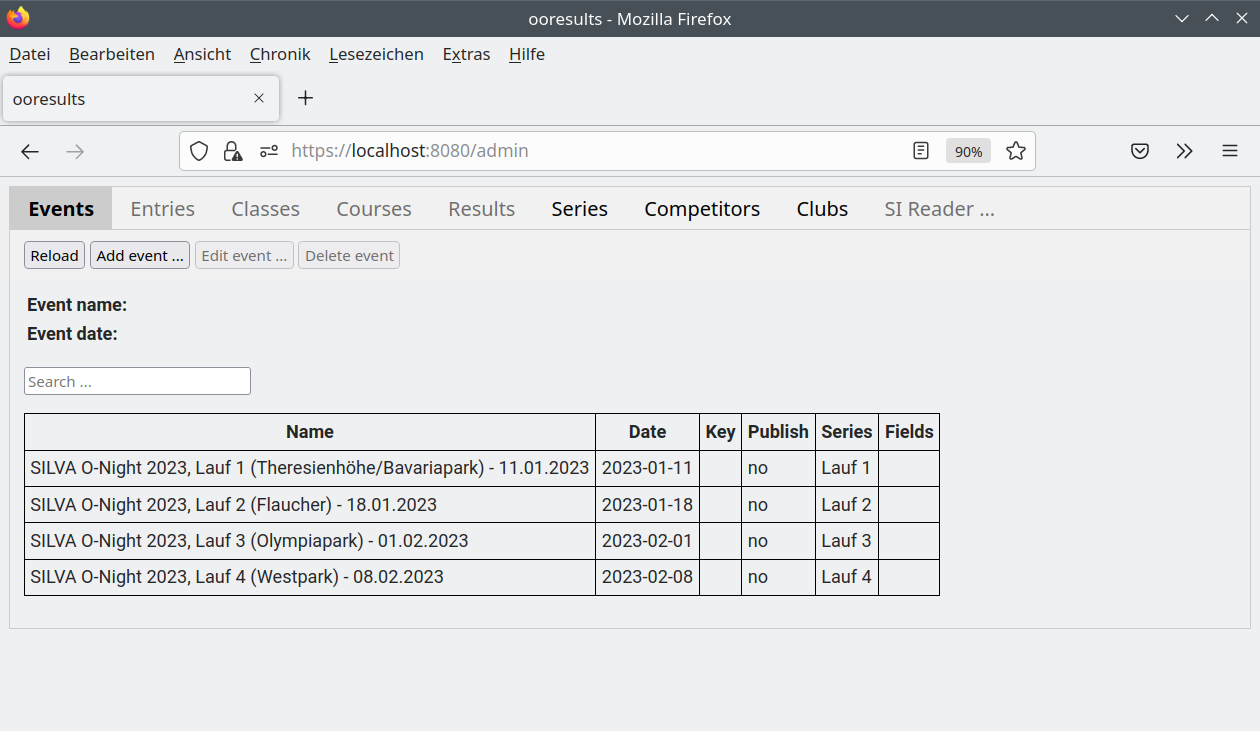 ooresults - Mozilla Firefox
Datei Bearbeiten Ansicht Chronik Lesezeichen Extras Hilfe
ooresults
https://localhost:8080/admin 90%
Events Entries Classes Courses Results Series Competitors Clubs SI Reader ...
Reload Add event ... Edit event ... Delete event
Event name:
Event date:
Search ...
Name Date Key Publish Series Fields
SILVA O-Night 2023, Lauf 1 (Theresienhöhe/Bavariapark) - 11.01.2023 2023-01-11 no Lauf 1
SILVA O-Night 2023, Lauf 2 (Flaucher) - 18.01.2023 2023-01-18 no Lauf 2
SILVA O-Night 2023, Lauf 3 (Olympiapark) - 01.02.2023 2023-02-01 no Lauf 3
SILVA O-Night 2023, Lauf 4 (Westpark) - 08.02.2023 2023-02-08 no Lauf 4